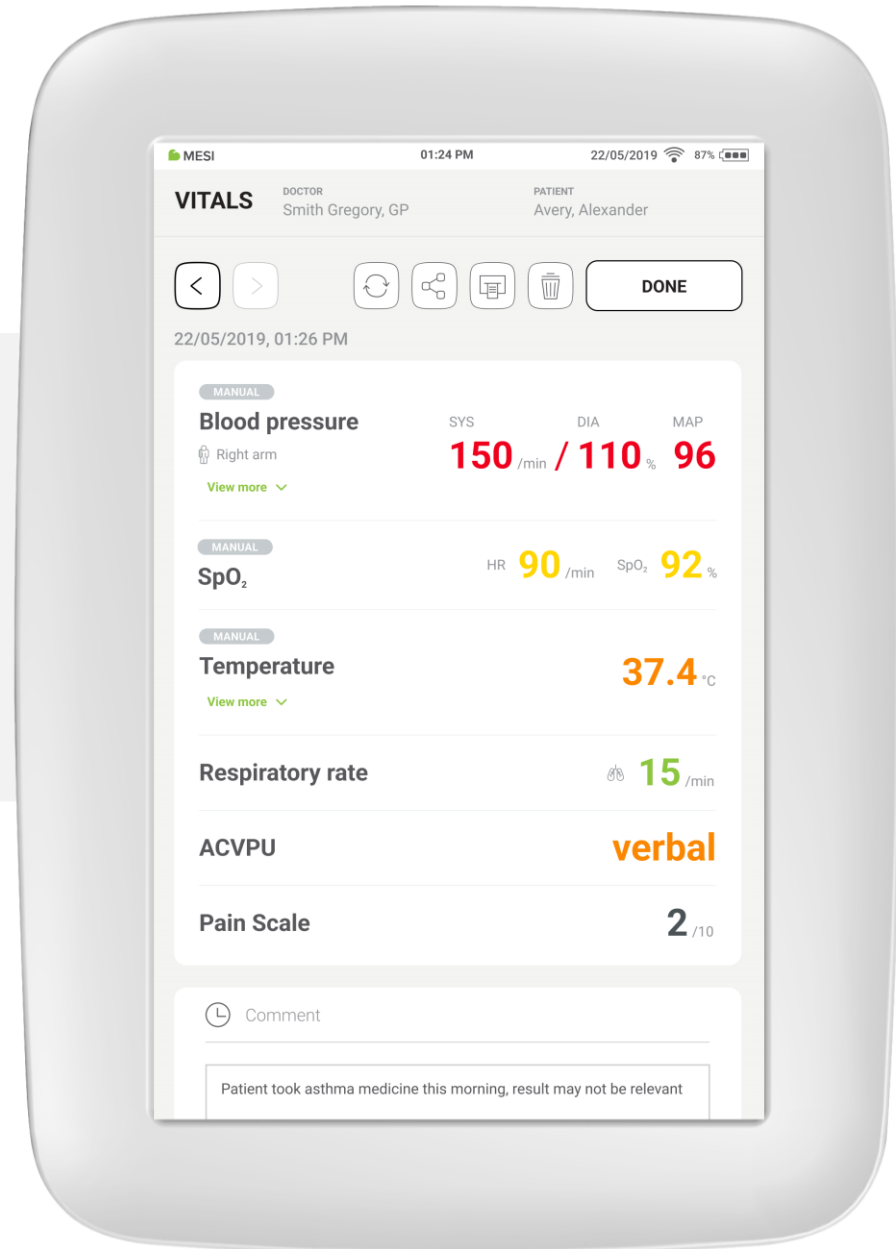 MESI 01:24 PM 22/05/2019 87%
VITALS DOCTOR Smith Gregory, GP PATIENT Avery, Alexander
DONE
22/05/2019, 01:26 PM
MANUAL
Blood pressure SYS DIA MAP
Right arm 150 /min / 110 % 96
View more
MANUAL
SpO₂ HR 90 /min SpO₂ 92 %
MANUAL
Temperature 37.4 °C
View more
Respiratory rate 15 /min
ACVPU verbal
Pain Scale 2 /10
Comment
Patient took asthma medicine this morning, result may not be relevant